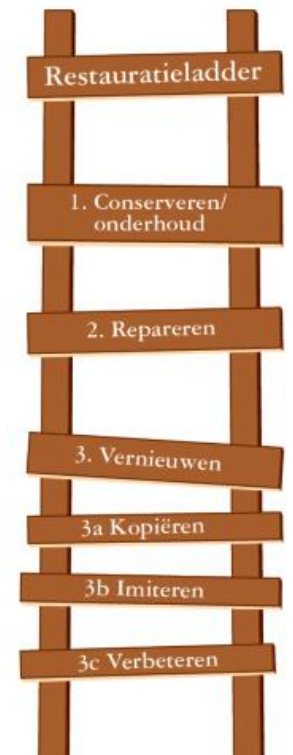 Restauratieladder
1. Conserveren/
onderhoud
2. Repareren
3. Vernieuwen
3a Kopiëren
3b Imiteren
3c Verbeteren